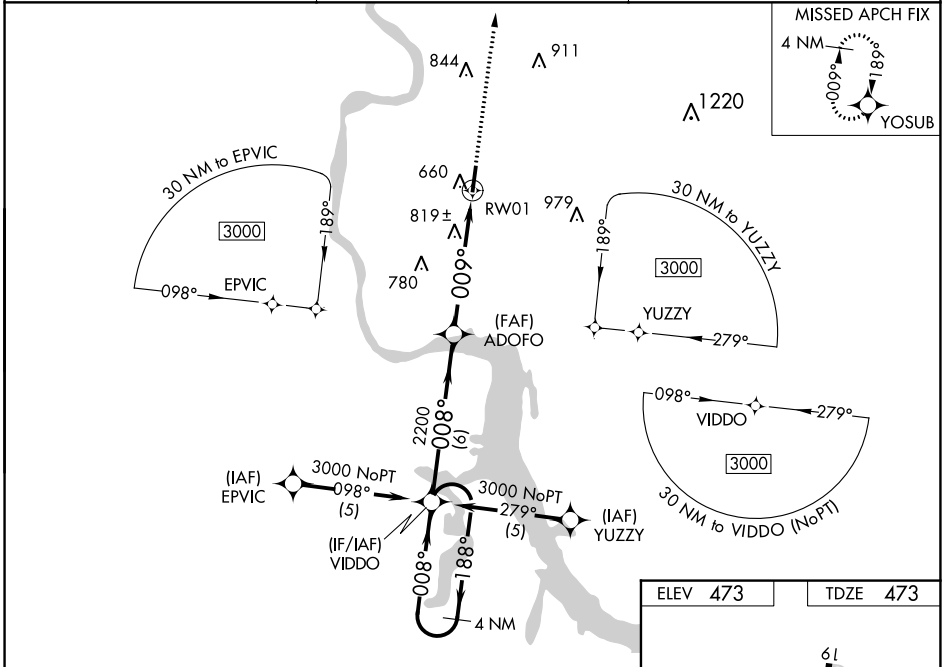 MISSED APCH FIX
4 NM
009°
189°
YOSUB
844
911
1220
660
RW01
819±
979
780
009°
30 NM to EPVIC
3000
189°
EPVIC
098°
30 NM to YUZZY
189°
3000
YUZZY
279°
(FAF)
ADOFO
098°
279°
VIDDO
3000
30 NM to VIDDO (NoPT)
2200
008°
(6)
(IAF)
EPVIC
3000 NoPT
098°
(5)
3000 NoPT
279°
(5)
(IAF)
YUZZY
(IF/IAF)
VIDDO
008°
188°
4 NM
ELEV 473
TDZE 473
19